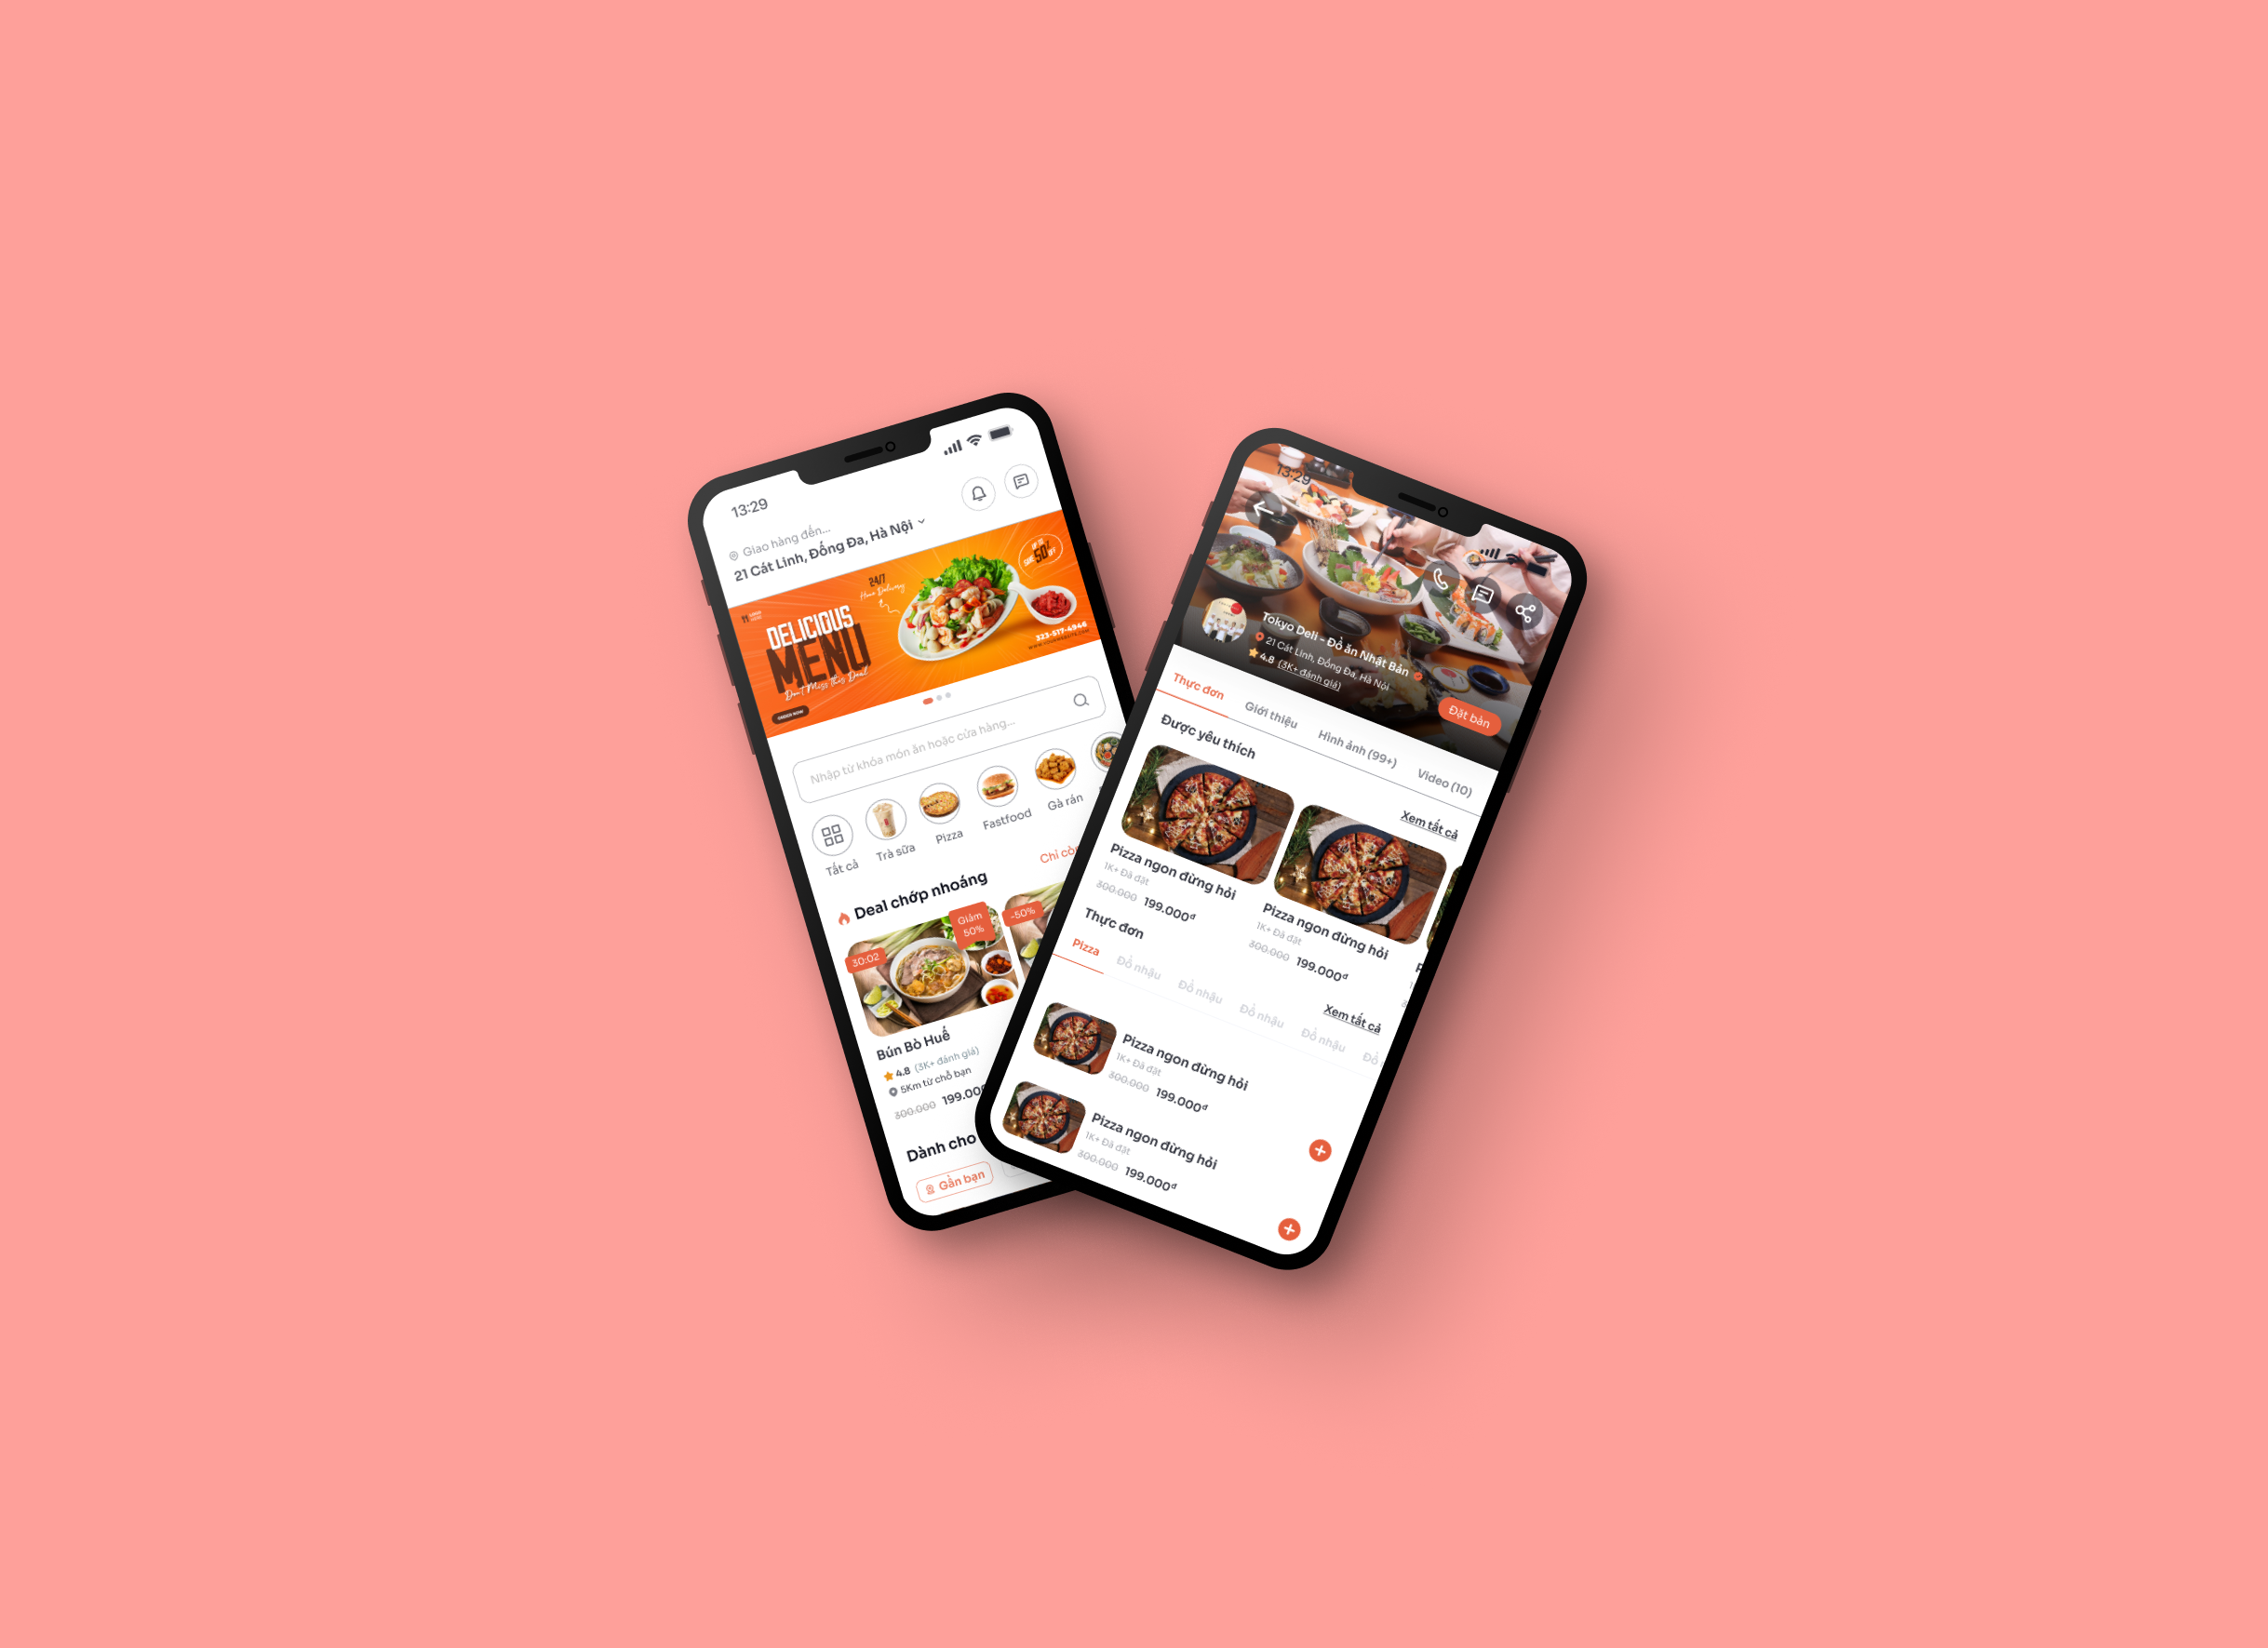 13:29
Giao hàng đến...
21 Cát Linh, Đống Đa, Hà Nội
DELICIOUS
MENU
Don't Miss this Deal
ORDER NOW
24/7
Home Delivery
UP TO
50%
SAVE OFF
323-517-4946
WWW.YOURWEBSITE.COM
Nhập từ khóa món ăn hoặc cửa hàng...
Tất cả
Trà sữa
Pizza
Fastfood
Gà rán
Deal chớp nhoáng
Chỉ cò
30:02
Giảm
50%
-50%
Bún Bò Huế
4.8 (3K+ đánh giá)
5Km từ chỗ bạn
300.000 199.00
Dành cho
Gần bạn
13:29
Tokyo Deli - Đồ ăn Nhật Bản
21 Cát Linh, Đống Đa, Hà Nội
4.8 (3K+ đánh giá)
Đặt bàn
Thực đơn
Giới thiệu
Hình ảnh (99+)
Video (10)
Được yêu thích
Xem tất cả
Pizza ngon đừng hỏi
1K+ Đã đặt
300.000 199.000đ
Pizza ngon đừng hỏi
1K+ Đã đặt
300.000 199.000đ
Thực đơn
Xem tất cả
Pizza
Đồ nhậu
Đồ nhậu
Đồ nhậu
Đồ nhậu
Đồ
Pizza ngon đừng hỏi
1K+ Đã đặt
300.000 199.000đ
Pizza ngon đừng hỏi
1K+ Đã đặt
300.000 199.000đ